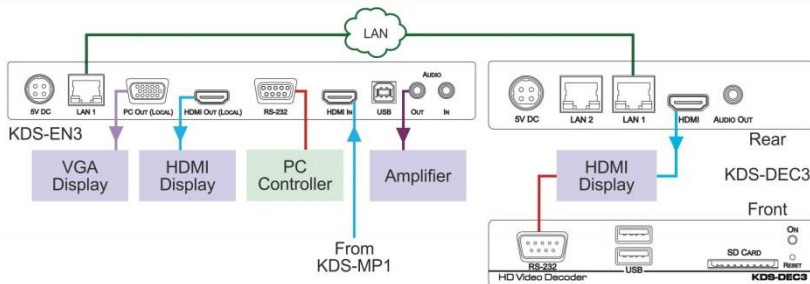 LAN
AUDIO
5V DC LAN 1 PC OUT (LOCAL) HDMI OUT (LOCAL) RS-232 HDMI IN USB OUT IN
KDS-EN3
VGA
Display
HDMI
Display
PC
Controller
Amplifier
From
KDS-MP1
5V DC LAN 2 LAN 1 HDMI AUDIO OUT
Rear
HDMI
Display
KDS-DEC3
Front
ON
SD CARD
RS-232 USB RESET
HD Video Decoder KDS-DEC3